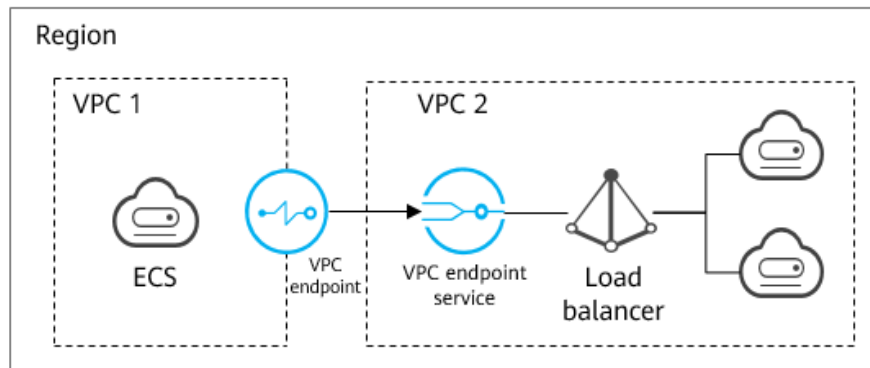 Region
VPC 1
VPC 2
ECS
VPC
endpoint
VPC endpoint
service
Load
balancer